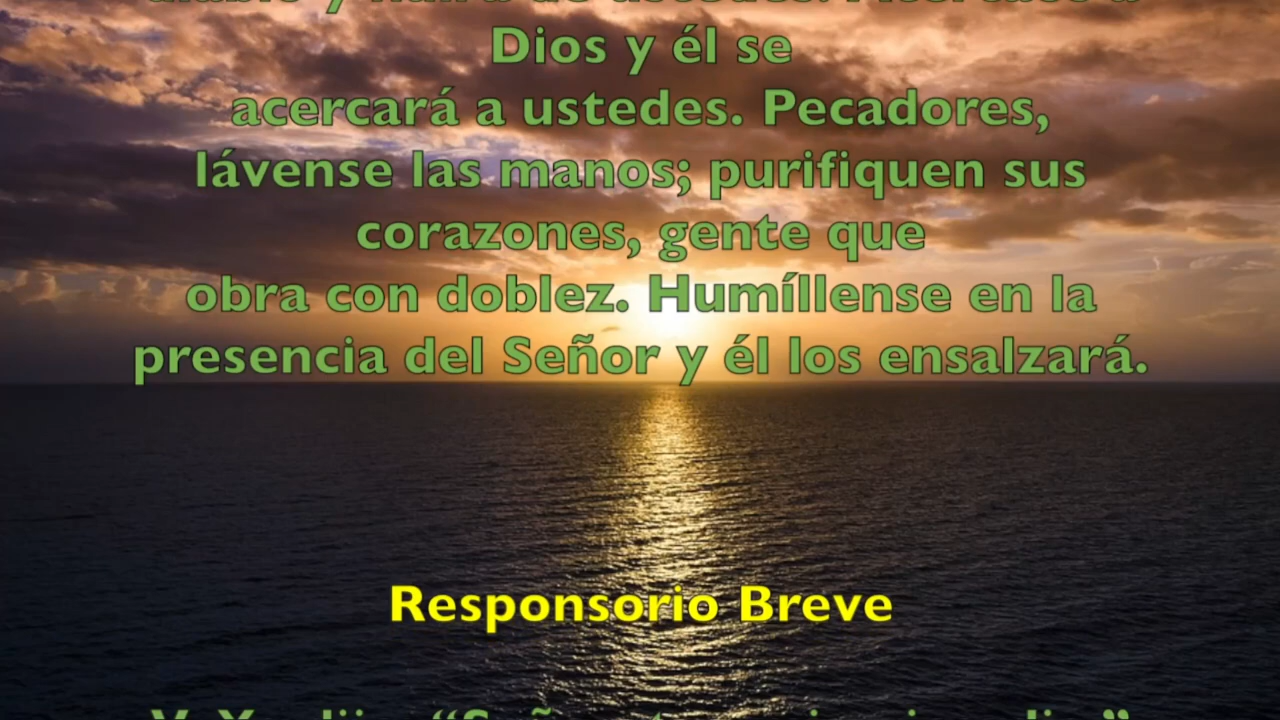 Dios y él se
acercará a ustedes. Pecadores,
lávense las manos; purifiquen sus
corazones, gente que
obra con doblez. Humíllense en la
presencia del Señor y él los ensalzará.
Responsorio Breve